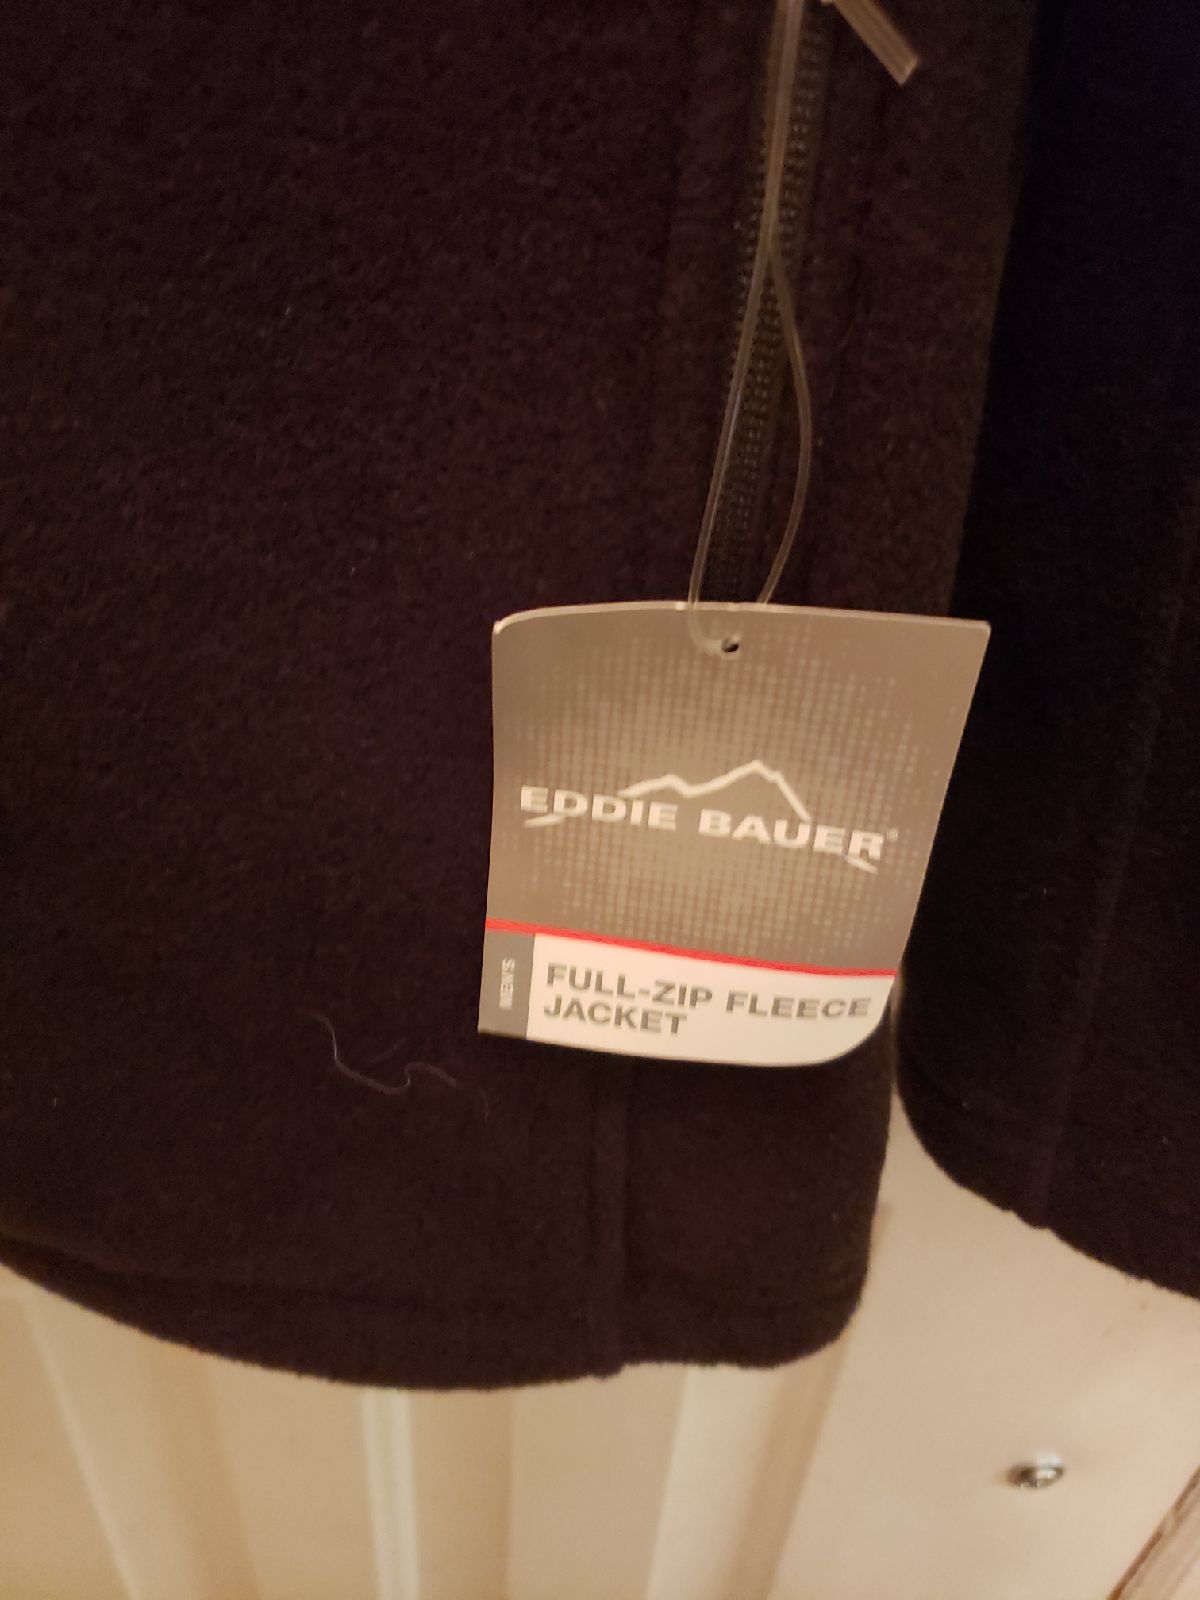 EDDIE BAUER®
MEN'S
FULL-ZIP FLEECE
JACKET